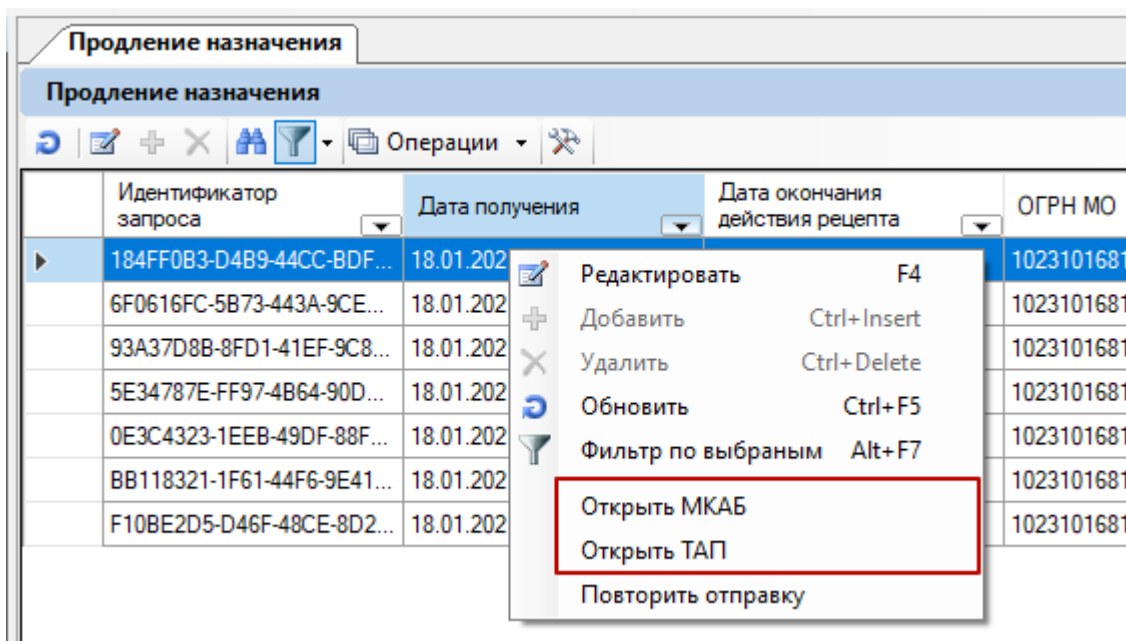 Продление назначения
Продление назначения
Операции
Идентификатор запроса Дата получения Дата окончания действия рецепта ОГРН МО
184FF0B3-D4B9-44CC-BDF... 18.01.202 1023101681
6F0616FC-5B73-443A-9CE... 18.01.202 1023101681
93A37D8B-8FD1-41EF-9C8... 18.01.202 1023101681
5E34787E-FF97-4B64-90D... 18.01.202 1023101681
0E3C4323-1EEB-49DF-88F... 18.01.202 1023101681
BB118321-1F61-44F6-9E41... 18.01.202 1023101681
F10BE2D5-D46F-48CE-8D2... 18.01.202 1023101681
Редактировать F4
Добавить Ctrl+Insert
Удалить Ctrl+Delete
Обновить Ctrl+F5
Фильтр по выбраным Alt+F7
Открыть МКАБ
Открыть ТАП
Повторить отправку